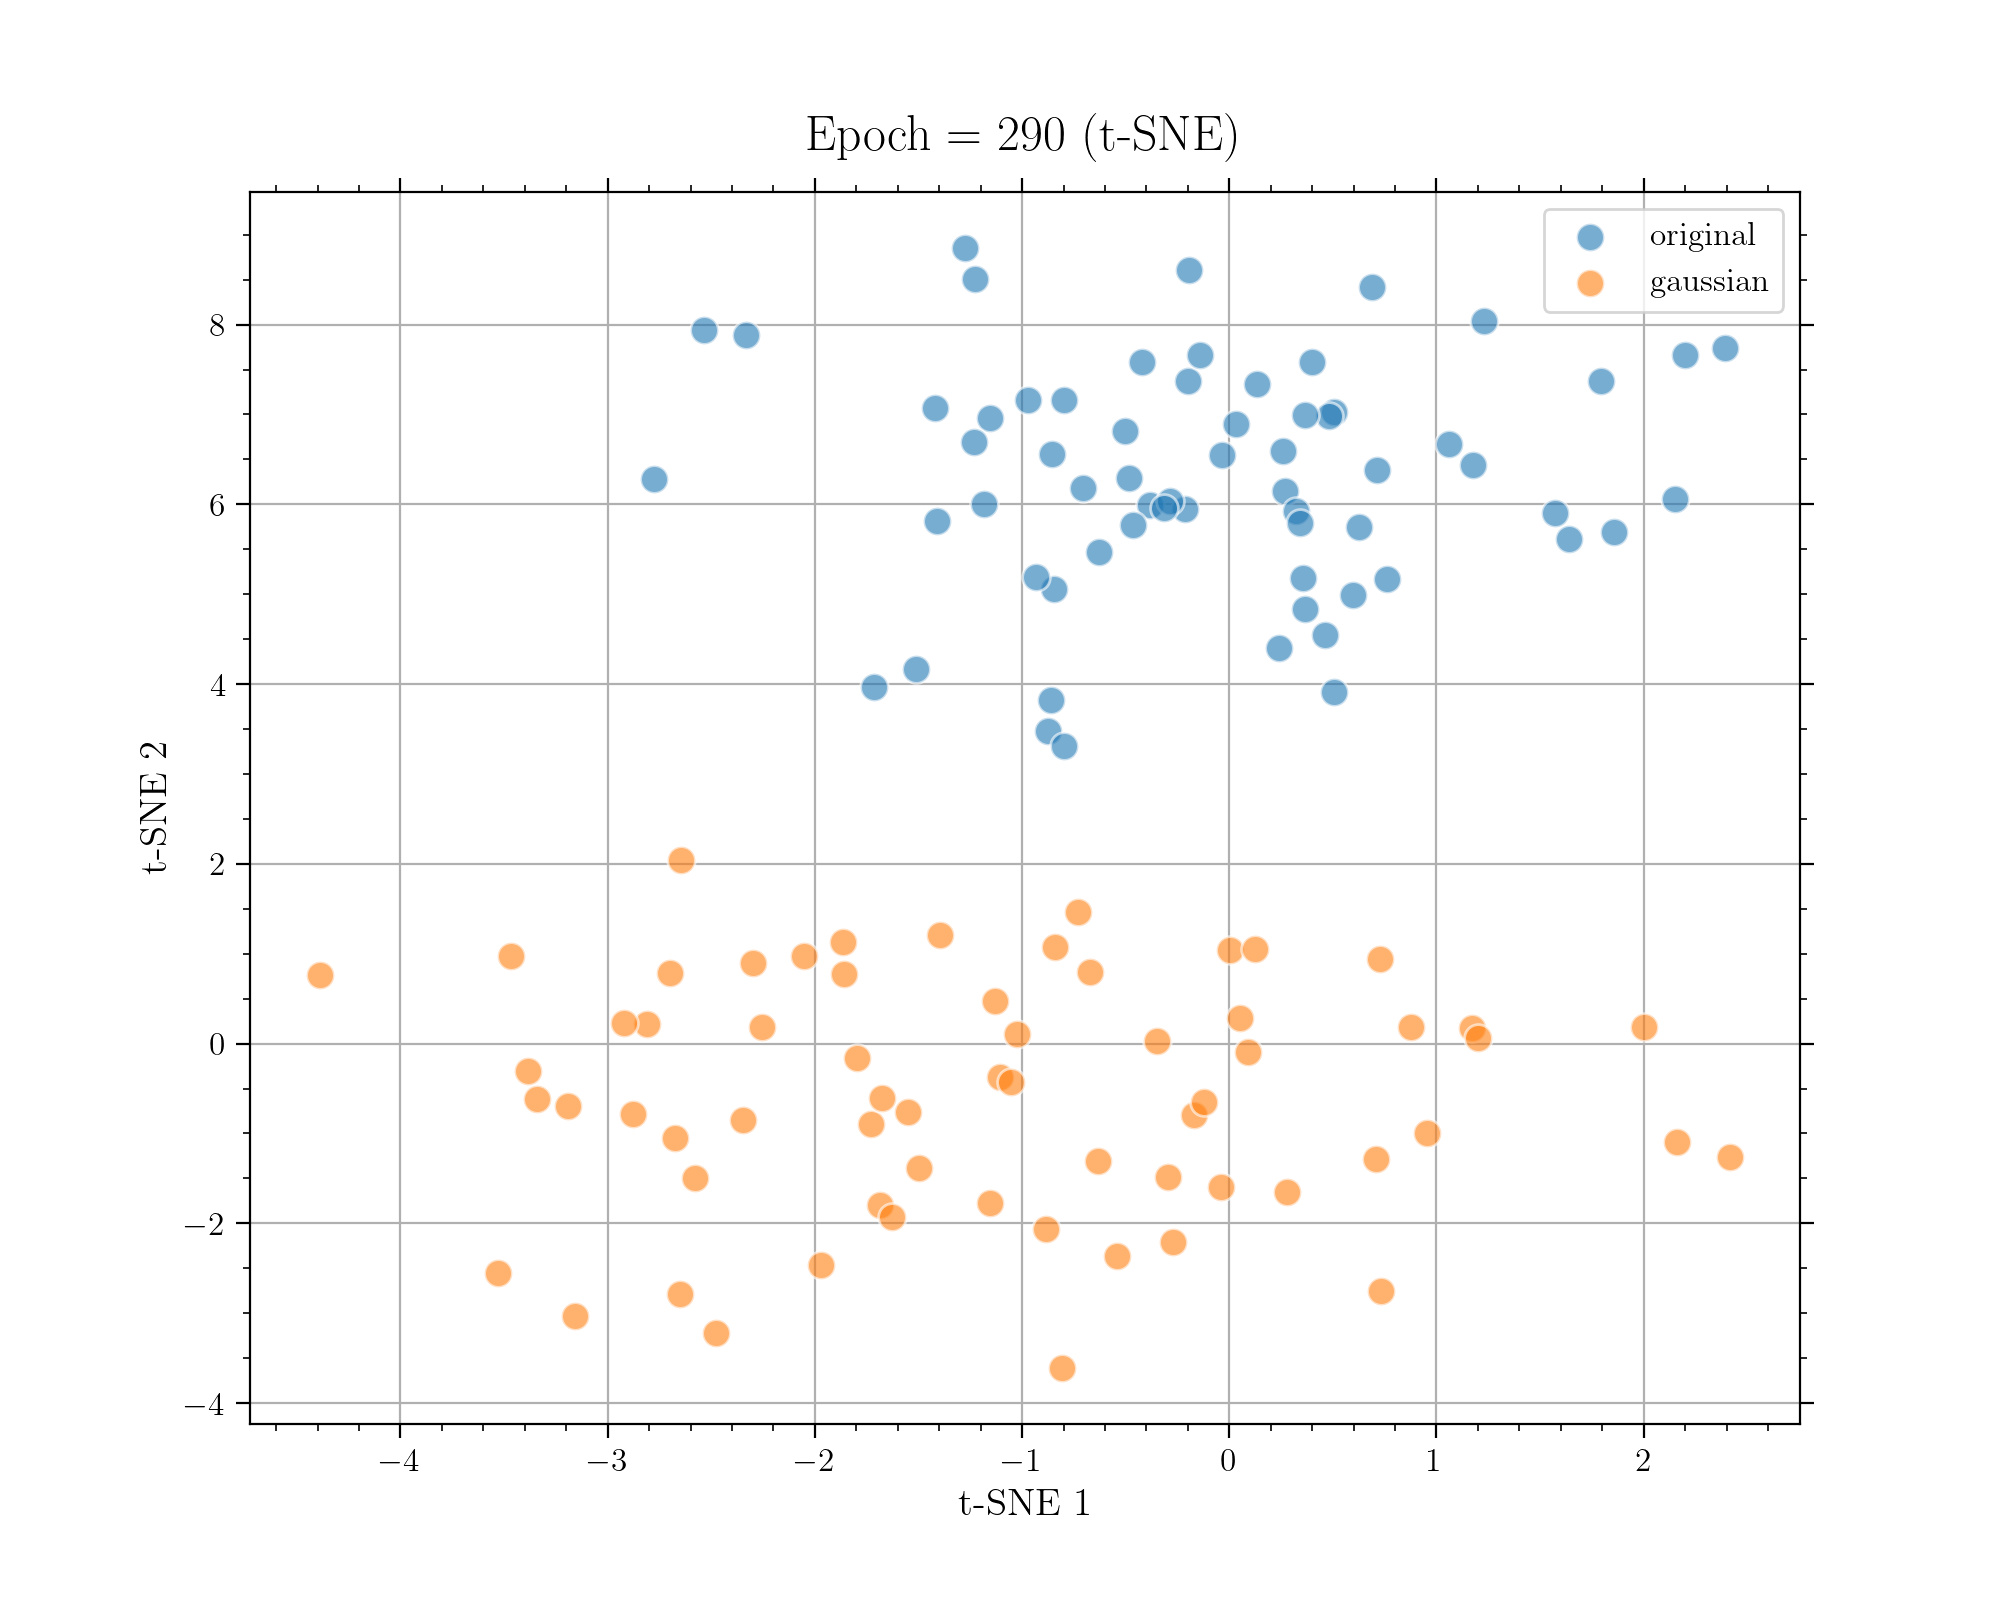 Epoch = 290 (t-SNE)
original
gaussian
8
6
4
2
0
−2
−4
t-SNE 2
−4 −3 −2 −1 0 1 2
t-SNE 1